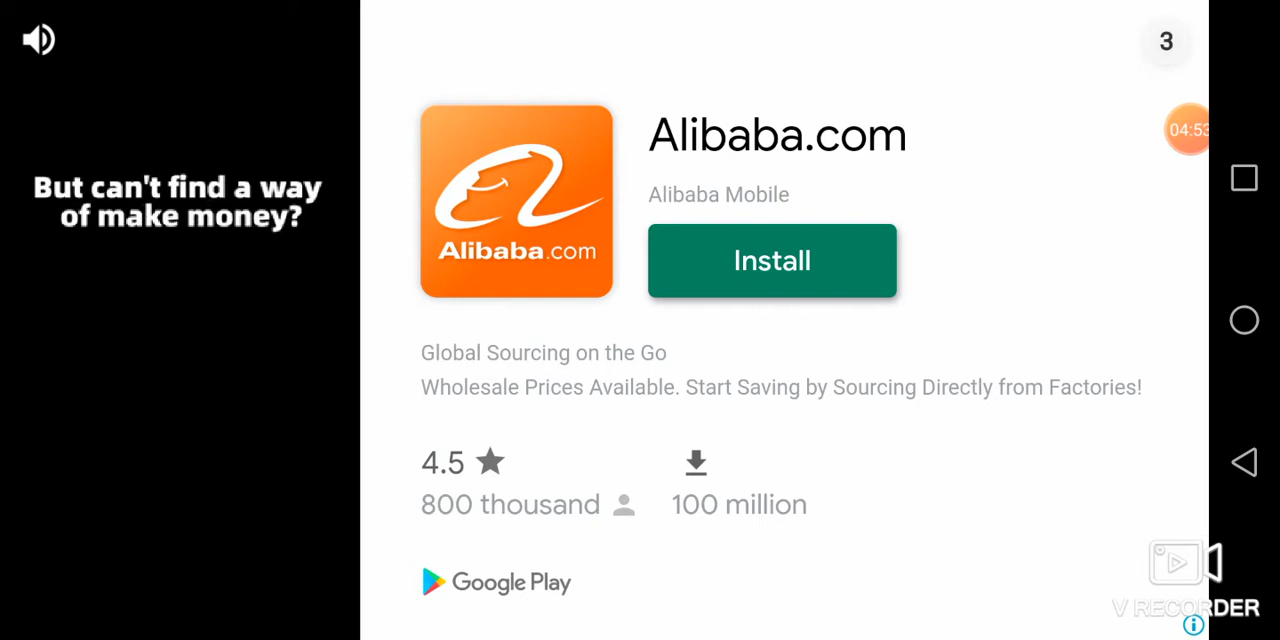 3
Alibaba.com
04:53
But can't find a way
of make money?
Alibaba.com
Alibaba Mobile
Install
Global Sourcing on the Go
Wholesale Prices Available. Start Saving by Sourcing Directly from Factories!
4.5
800 thousand
100 million
Google Play
V RECORDER